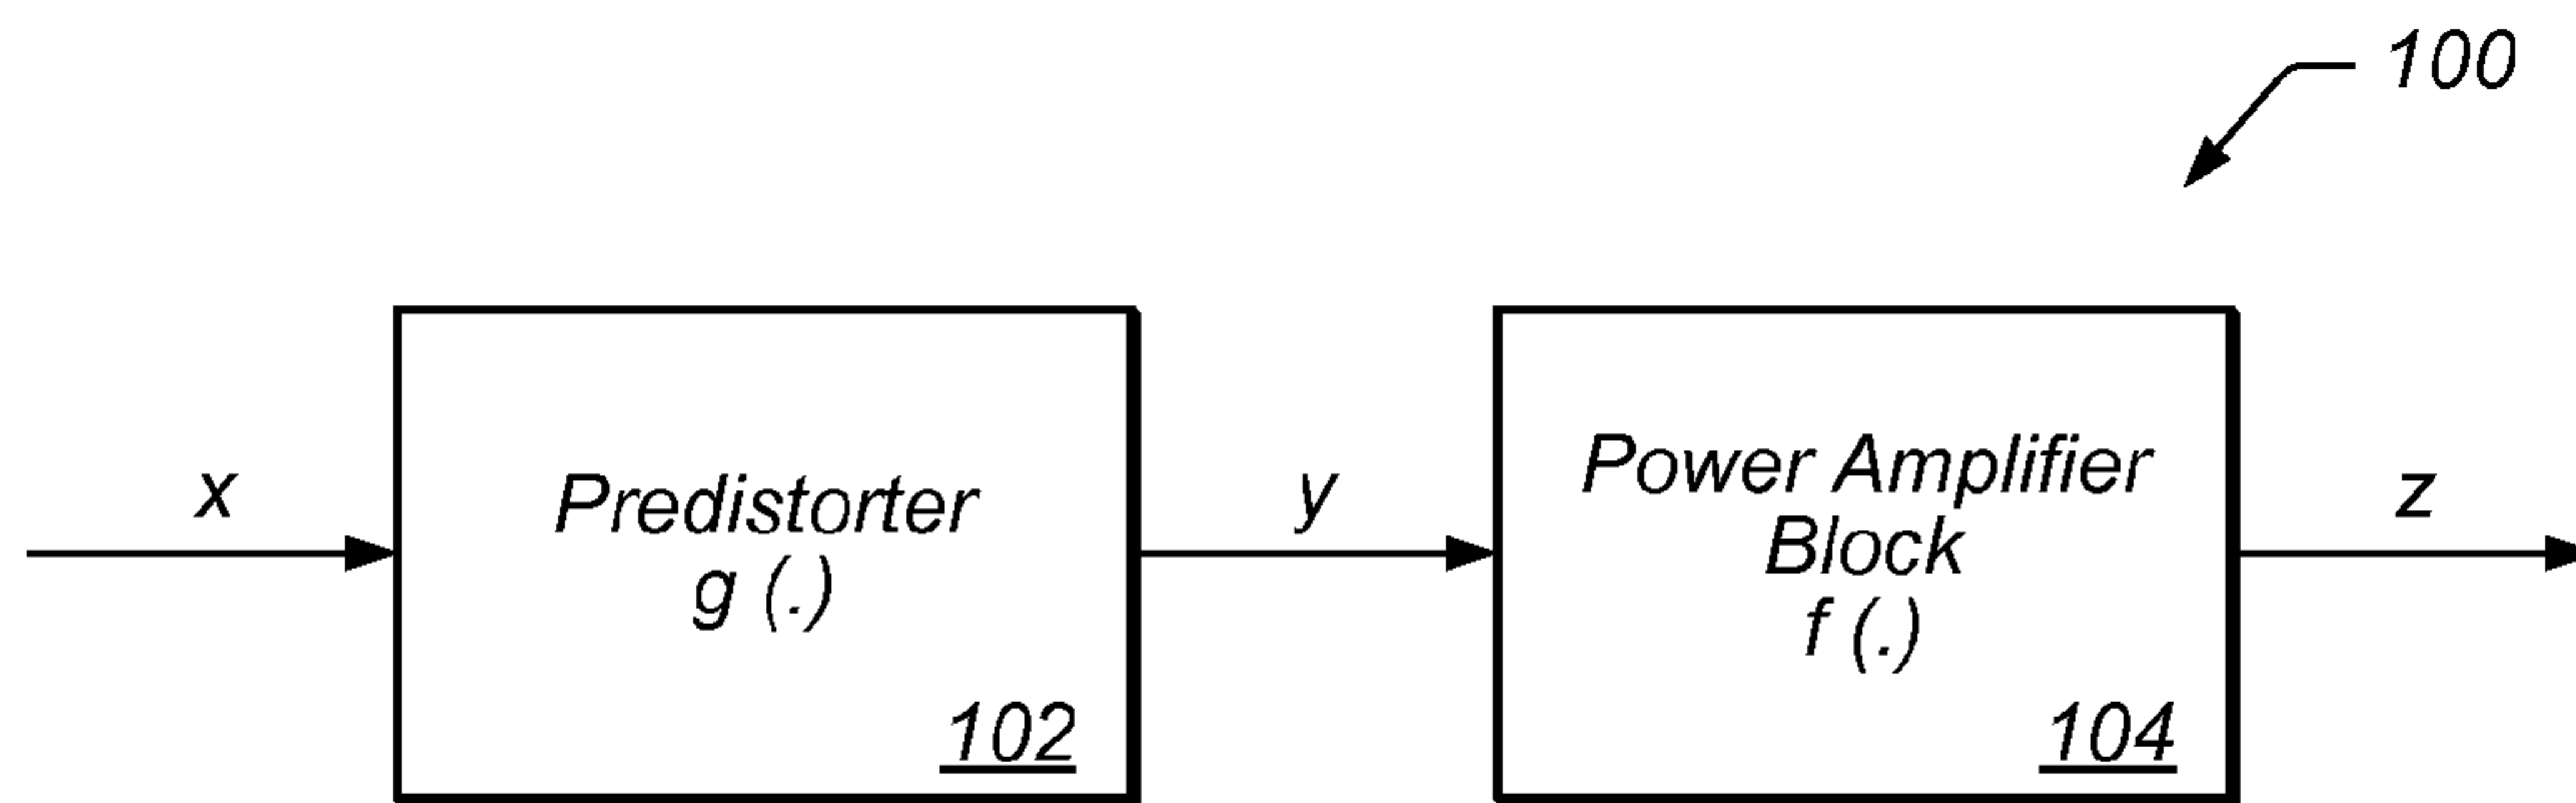 100
x
Predistorter
g (.)
102
y
Power Amplifier
Block
f (.)
104
z